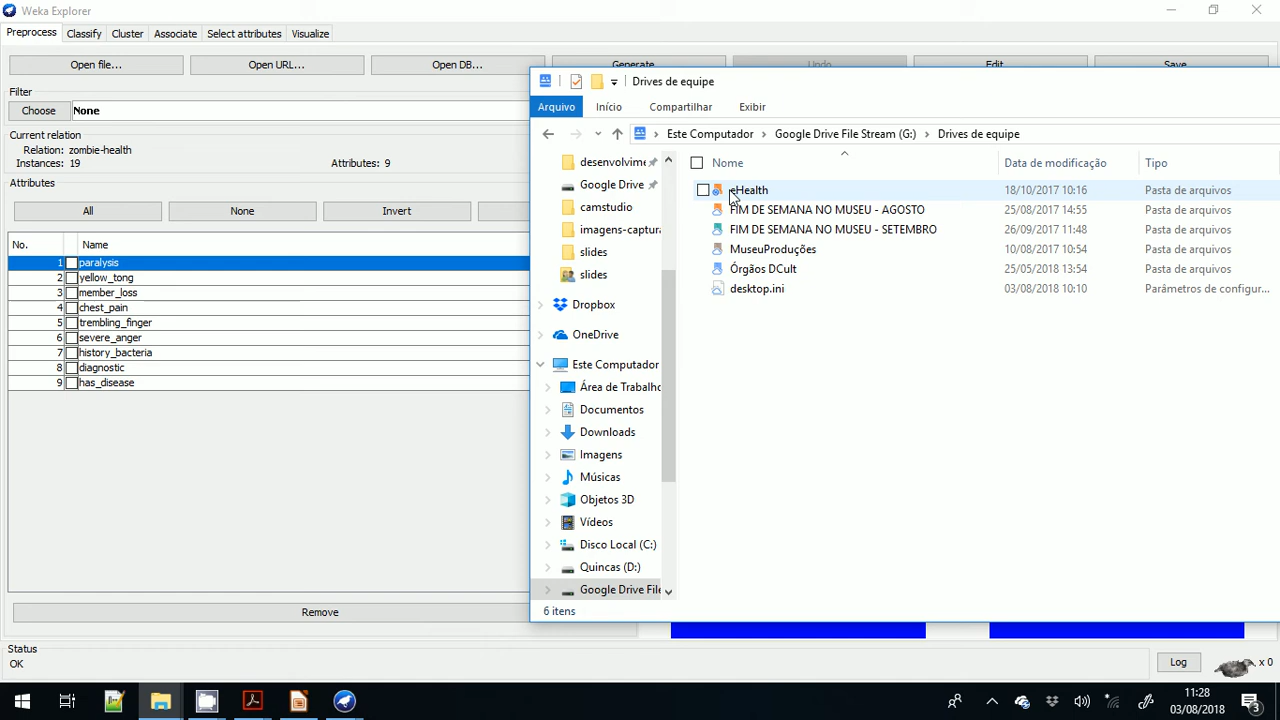 Weka Explorer
Preprocess Classify Cluster Associate Select attributes Visualize
Open file... Open URL... Open DB... Generate... Undo Edit... Save...
Filter
Choose None
Current relation
Relation: zombie-health
Instances: 19 Attributes: 9
Attributes
All None Invert
No. Name
1 paralysis
2 yellow_tong
3 member_loss
4 chest_pain
5 trembling_finger
6 severe_anger
7 history_bacteria
8 diagnostic
9 has_disease
Remove
Status
OK
Log x 0
Drives de equipe
Arquivo Início Compartilhar Exibir
Este Computador Google Drive File Stream (G:) Drives de equipe
Nome Data de modificação Tipo
eHealth 18/10/2017 10:16 Pasta de arquivos
FIM DE SEMANA NO MUSEU - AGOSTO 25/08/2017 14:55 Pasta de arquivos
FIM DE SEMANA NO MUSEU - SETEMBRO 26/09/2017 11:48 Pasta de arquivos
MuseuProduções 10/08/2017 10:54 Pasta de arquivos
Órgãos DCult 25/05/2018 13:54 Pasta de arquivos
desktop.ini 03/08/2018 10:10 Parâmetros de configur...
desenvolvime
Google Drive
camstudio
imagens-captura
slides
slides
Dropbox
OneDrive
Este Computador
Área de Trabalho
Documentos
Downloads
Imagens
Músicas
Objetos 3D
Vídeos
Disco Local (C:)
Quincas (D:)
Google Drive File
6 itens
11:28
03/08/2018
3